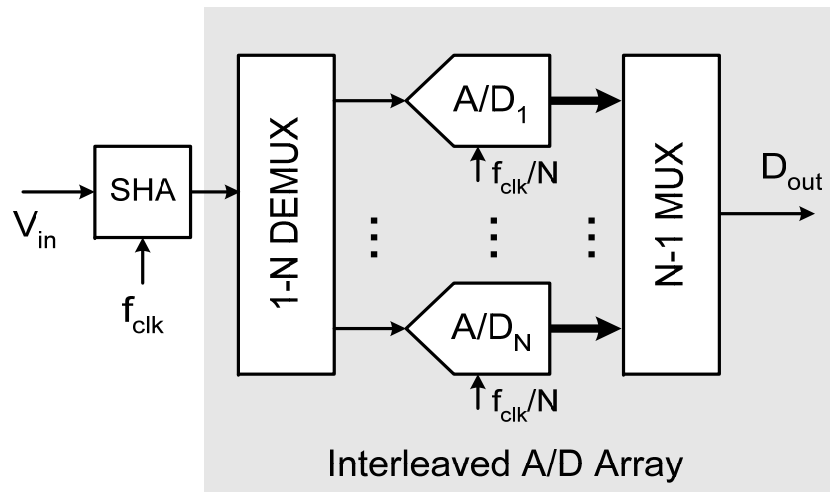 V_in
SHA
f_clk
1-N DEMUX
A/D_1
f_clk/N
A/D_N
f_clk/N
N-1 MUX
D_out
Interleaved A/D Array